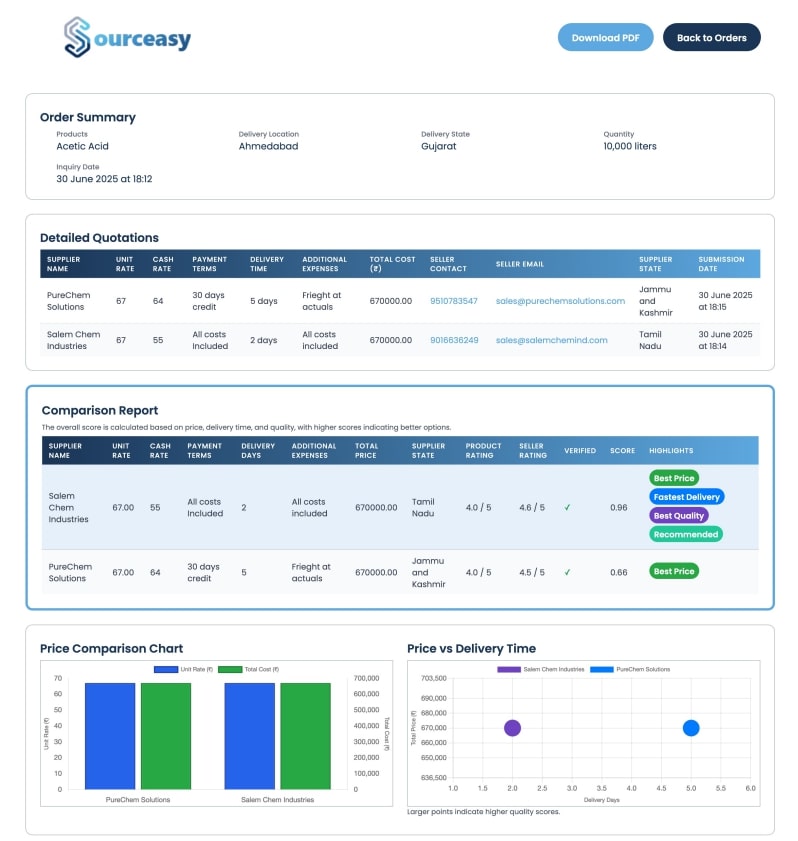 Sourceasy
Download PDF
Back to Orders
Order Summary
Products
Delivery Location
Delivery State
Quantity
Acetic Acid
Ahmedabad
Gujarat
10,000 liters
Inquiry Date
30 June 2025 at 18:12
Detailed Quotations
SUPPLIER NAME UNIT RATE CASH RATE PAYMENT TERMS DELIVERY TIME ADDITIONAL EXPENSES TOTAL COST (₹) SELLER CONTACT SELLER EMAIL SUPPLIER STATE SUBMISSION DATE
PureChem Solutions 67 64 30 days credit 5 days Frieght at actuals 670000.00 9510783547 sales@purechemsolutions.com Jammu and Kashmir 30 June 2025 at 18:15
Salem Chem Industries 67 55 All costs Included 2 days All costs included 670000.00 9016636249 sales@salemchemind.com Tamil Nadu 30 June 2025 at 18:14
Comparison Report
The overall score is calculated based on price, delivery time, and quality, with higher scores indicating better options.
SUPPLIER NAME UNIT RATE CASH RATE PAYMENT TERMS DELIVERY DAYS ADDITIONAL EXPENSES TOTAL PRICE SUPPLIER STATE PRODUCT RATING SELLER RATING VERIFIED SCORE HIGHLIGHTS
Salem Chem Industries 67.00 55 All costs Included 2 All costs included 670000.00 Tamil Nadu 4.0 / 5 4.6 / 5 ✓ 0.96 Best Price Fastest Delivery Best Quality Recommended
PureChem Solutions 67.00 64 30 days credit 5 Frieght at actuals 670000.00 Jammu and Kashmir 4.0 / 5 4.5 / 5 ✓ 0.66 Best Price
Price Comparison Chart
Unit Rate (₹) Total Cost (₹)
70
60
50
40
30
20
10
0
Unit Rate (₹)
700,000
600,000
500,000
400,000
300,000
200,000
100,000
0
Total Cost (₹)
PureChem Solutions
Salem Chem Industries
Price vs Delivery Time
Salem Chem Industries PureChem Solutions
703,500
690,000
680,000
670,000
660,000
650,000
636,500
Total Price (₹)
1.0 1.5 2.0 2.5 3.0 3.5 4.0 4.5 5.0 5.5 6.0
Delivery Days
Larger points indicate higher quality scores.